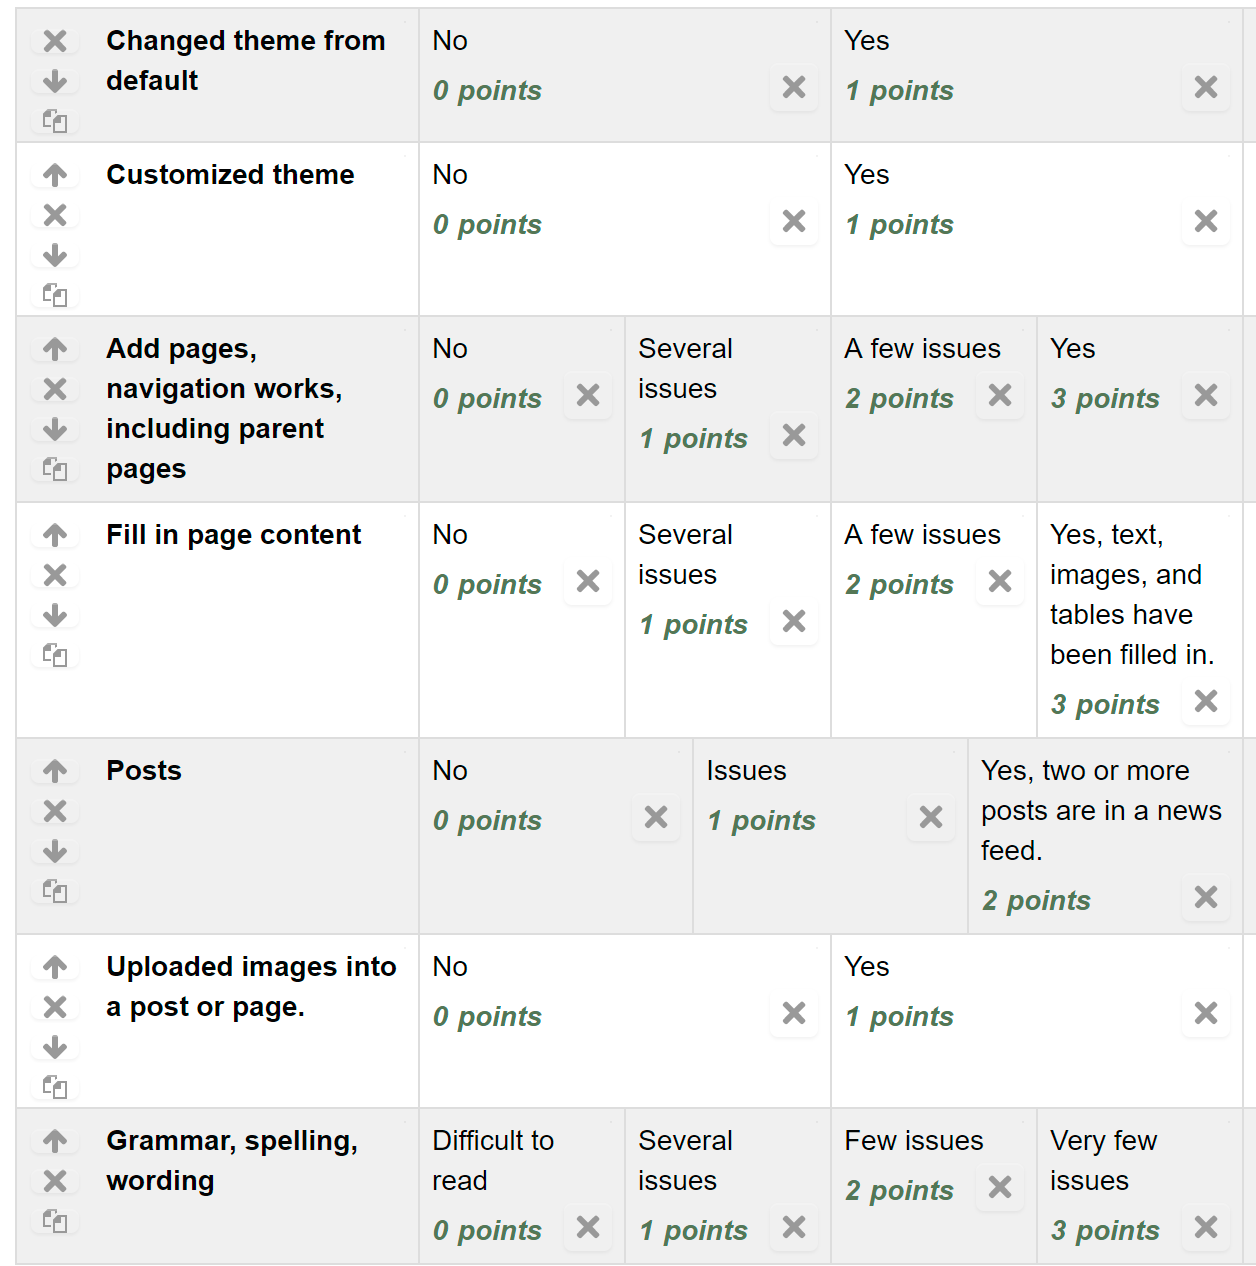 Changed theme from
default
No
0 points
Yes
1 points
Customized theme
No
0 points
Yes
1 points
Add pages,
navigation works,
including parent
pages
No
0 points
Several
issues
1 points
A few issues
2 points
Yes
3 points
Fill in page content
No
0 points
Several
issues
1 points
A few issues
2 points
Yes, text,
images, and
tables have
been filled in.
3 points
Posts
No
0 points
Issues
1 points
Yes, two or more
posts are in a news
feed.
2 points
Uploaded images into
a post or page.
No
0 points
Yes
1 points
Grammar, spelling,
wording
Difficult to
read
0 points
Several
issues
1 points
Few issues
2 points
Very few
issues
3 points